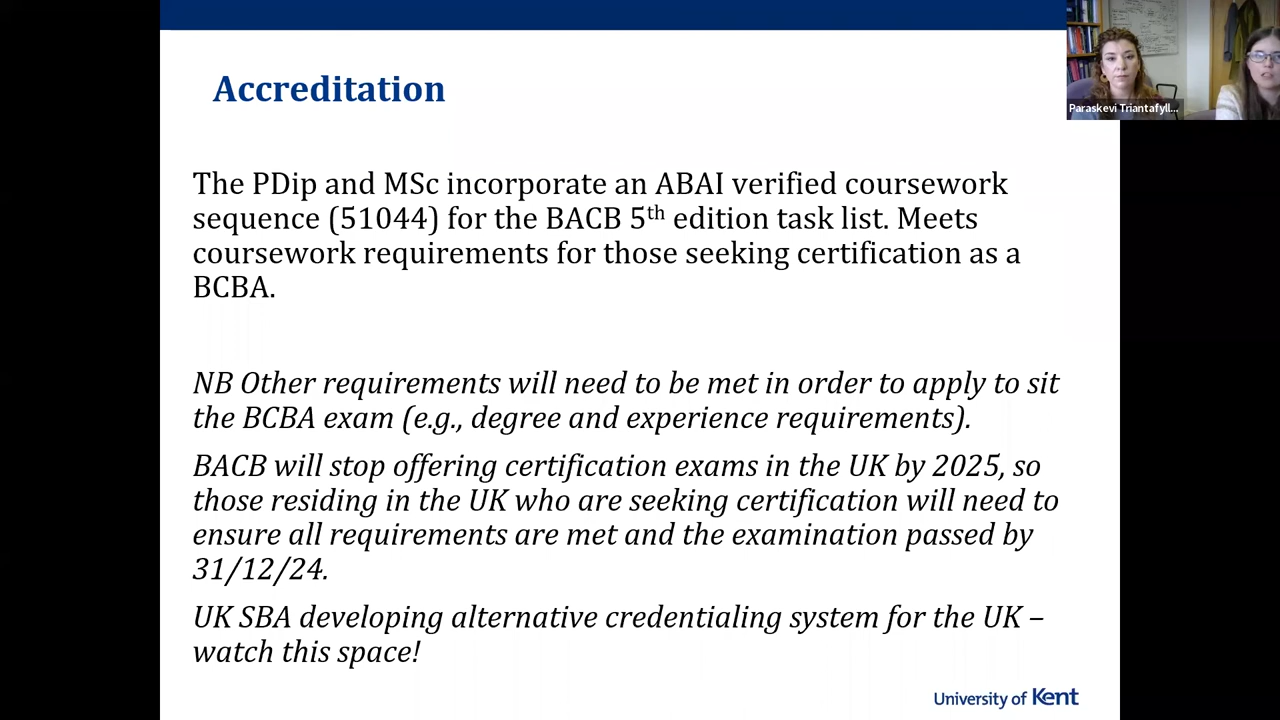 Accreditation
Paraskevi Triantafyll...
The PDip and MSc incorporate an ABAI verified coursework
sequence (51044) for the BACB 5th edition task list. Meets
coursework requirements for those seeking certification as a
BCBA.
NB Other requirements will need to be met in order to apply to sit
the BCBA exam (e.g., degree and experience requirements).
BACB will stop offering certification exams in the UK by 2025, so
those residing in the UK who are seeking certification will need to
ensure all requirements are met and the examination passed by
31/12/24.
UK SBA developing alternative credentialing system for the UK –
watch this space!
University of Kent